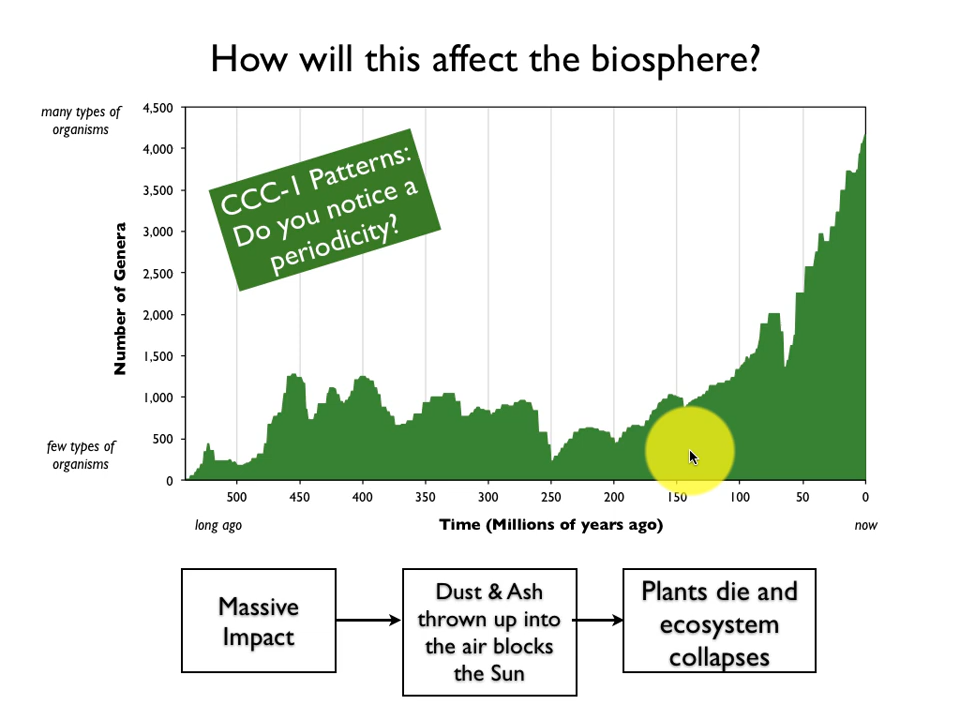 How will this affect the biosphere?
many types of
organisms
4,500
4,000
3,500
3,000
2,500
2,000
1,500
1,000
500
0
Number of Genera
few types of
organisms
CCC-1 Patterns:
Do you notice a
periodicity?
500 450 400 350 300 250 200 150 100 50 0
long ago
Time (Millions of years ago)
now
Massive
Impact
Dust & Ash
thrown up into
the air blocks
the Sun
Plants die and
ecosystem
collapses